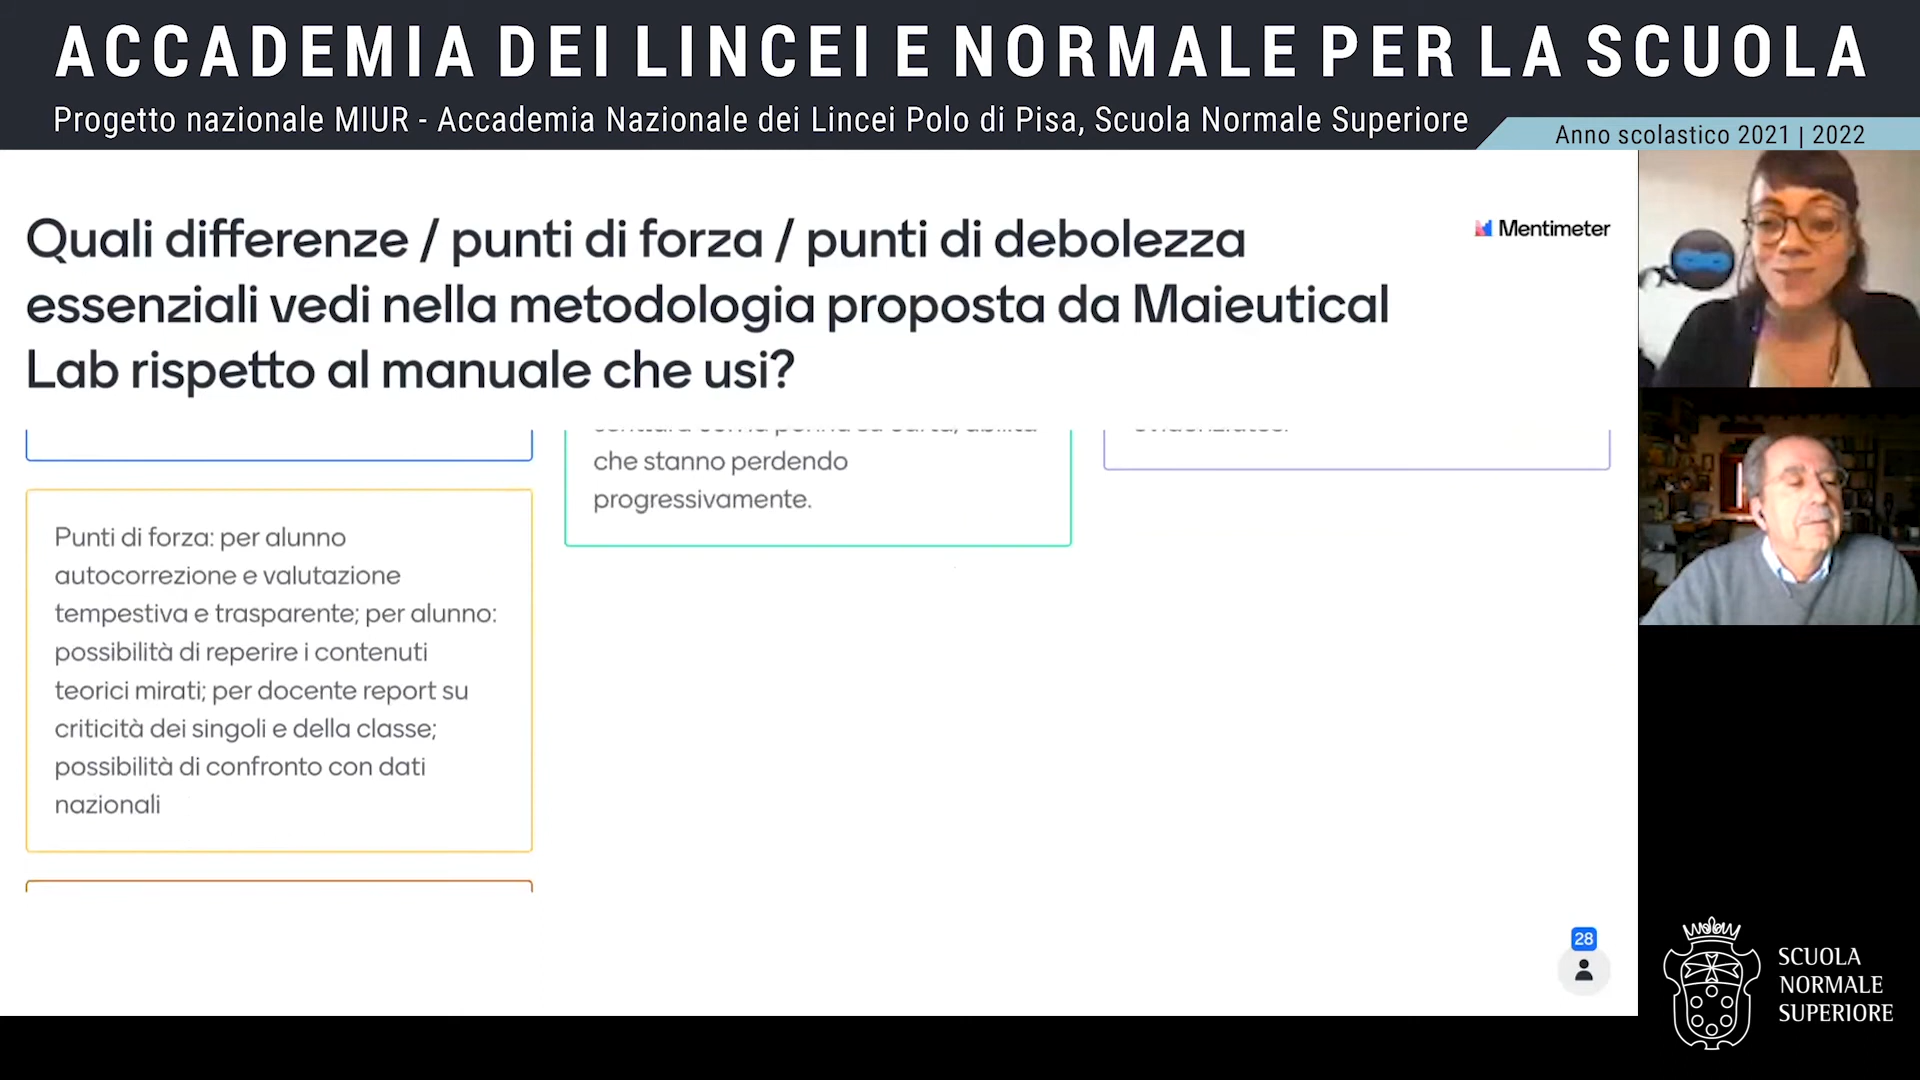 ACCADEMIA DEI LINCEI E NORMALE PER LA SCUOLA
Progetto nazionale MIUR - Accademia Nazionale dei Lincei Polo di Pisa, Scuola Normale Superiore
Anno scolastico 2021 | 2022
Quali differenze / punti di forza / punti di debolezza
essenziali vedi nella metodologia proposta da Maieutical
Lab rispetto al manuale che usi?
Mentimeter
Punti di forza: per alunno
autocorrezione e valutazione
tempestiva e trasparente; per alunno:
possibilità di reperire i contenuti
teorici mirati; per docente report su
criticità dei singoli e della classe;
possibilità di confronto con dati
nazionali
che stanno perdendo
progressivamente.
28
SCUOLA
NORMALE
SUPERIORE